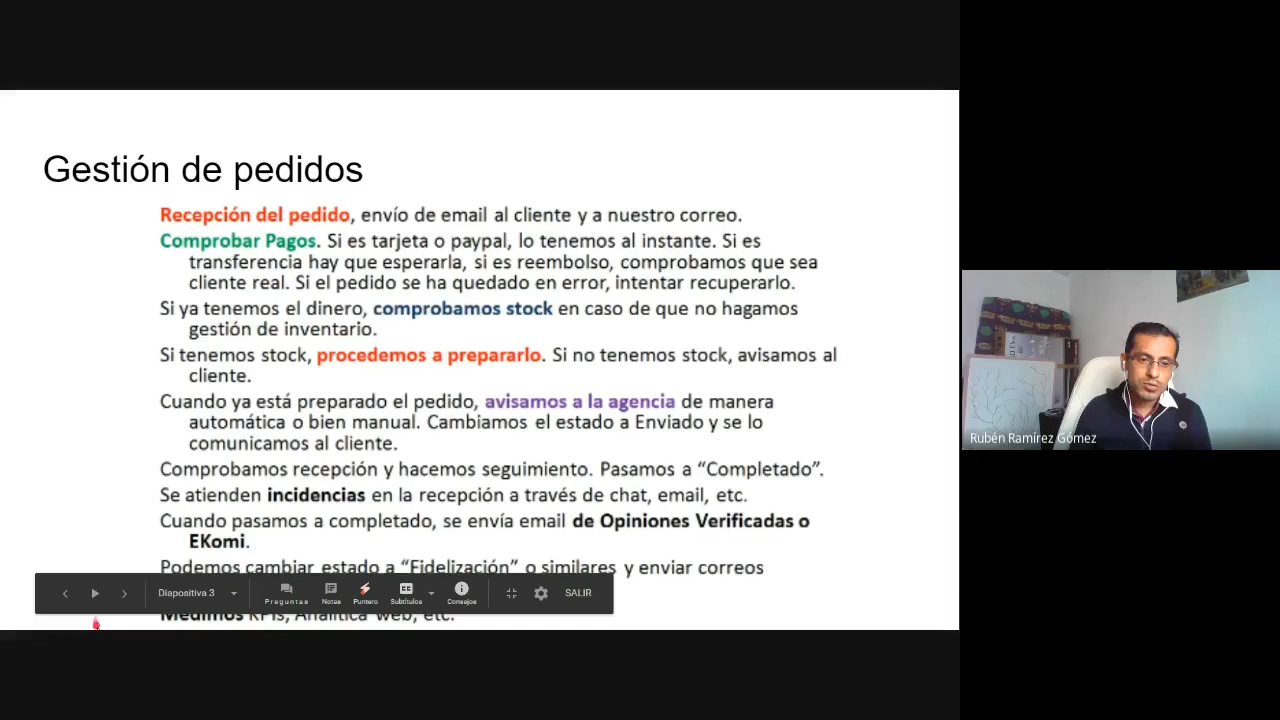 Gestión de pedidos
Recepción del pedido, envío de email al cliente y a nuestro correo.
Comprobar Pagos. Si es tarjeta o paypal, lo tenemos al instante. Si es
transferencia hay que esperarla, si es reembolso, comprobamos que sea
cliente real. Si el pedido se ha quedado en error, intentar recuperarlo.
Si ya tenemos el dinero, comprobamos stock en caso de que no hagamos
gestión de inventario.
Si tenemos stock, procedemos a prepararlo. Si no tenemos stock, avisamos al
cliente.
Cuando ya está preparado el pedido, avisamos a la agencia de manera
automática o bien manual. Cambiamos el estado a Enviado y se lo
comunicamos al cliente.
Comprobamos recepción y hacemos seguimiento. Pasamos a “Completado”.
Se atienden incidencias en la recepción a través de chat, email, etc.
Cuando pasamos a completado, se envía email de Opiniones Verificadas o
EKomi.
Podemos cambiar estado a “Fidelización” o similares y enviar correos
Diapositiva 3
Preguntas
Notas
Puntero
Subtítulos
Consejos
SALIR
Medimos KPIs, Analítica web, etc.
Rubén Ramírez Gómez